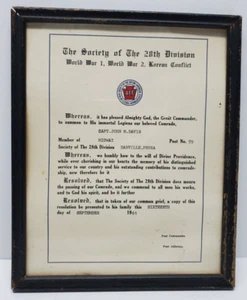 The Society of The 28th Division
World War 1, World War 2, Korean Conflict
Whereas, it has pleased Almighty God, the Great Commander,
to summon to His immortal Legions our beloved Comrade,
CAPT. JOHN H. DAVIS
Member of Post No.
Society of The 28th Division DANVILLE, PENNA
Whereas, we humbly bow to the will of Divine Providence,
while ever cherishing in our hearts the memory of his distinguished
service to our country and his outstanding contributions to comrade-
ship, now therefore be it
Resolved, that The Society of The 28th Division does mourn
the passing of our Comrade, and we commend to all men his works,
and to God his spirit, and be it further
Resolved, that in token of our common grief, a copy of this
resolution be presented to his family this SIXTEENTH
day of SEPTEMBER 19
Post Commander
Post Adjutant